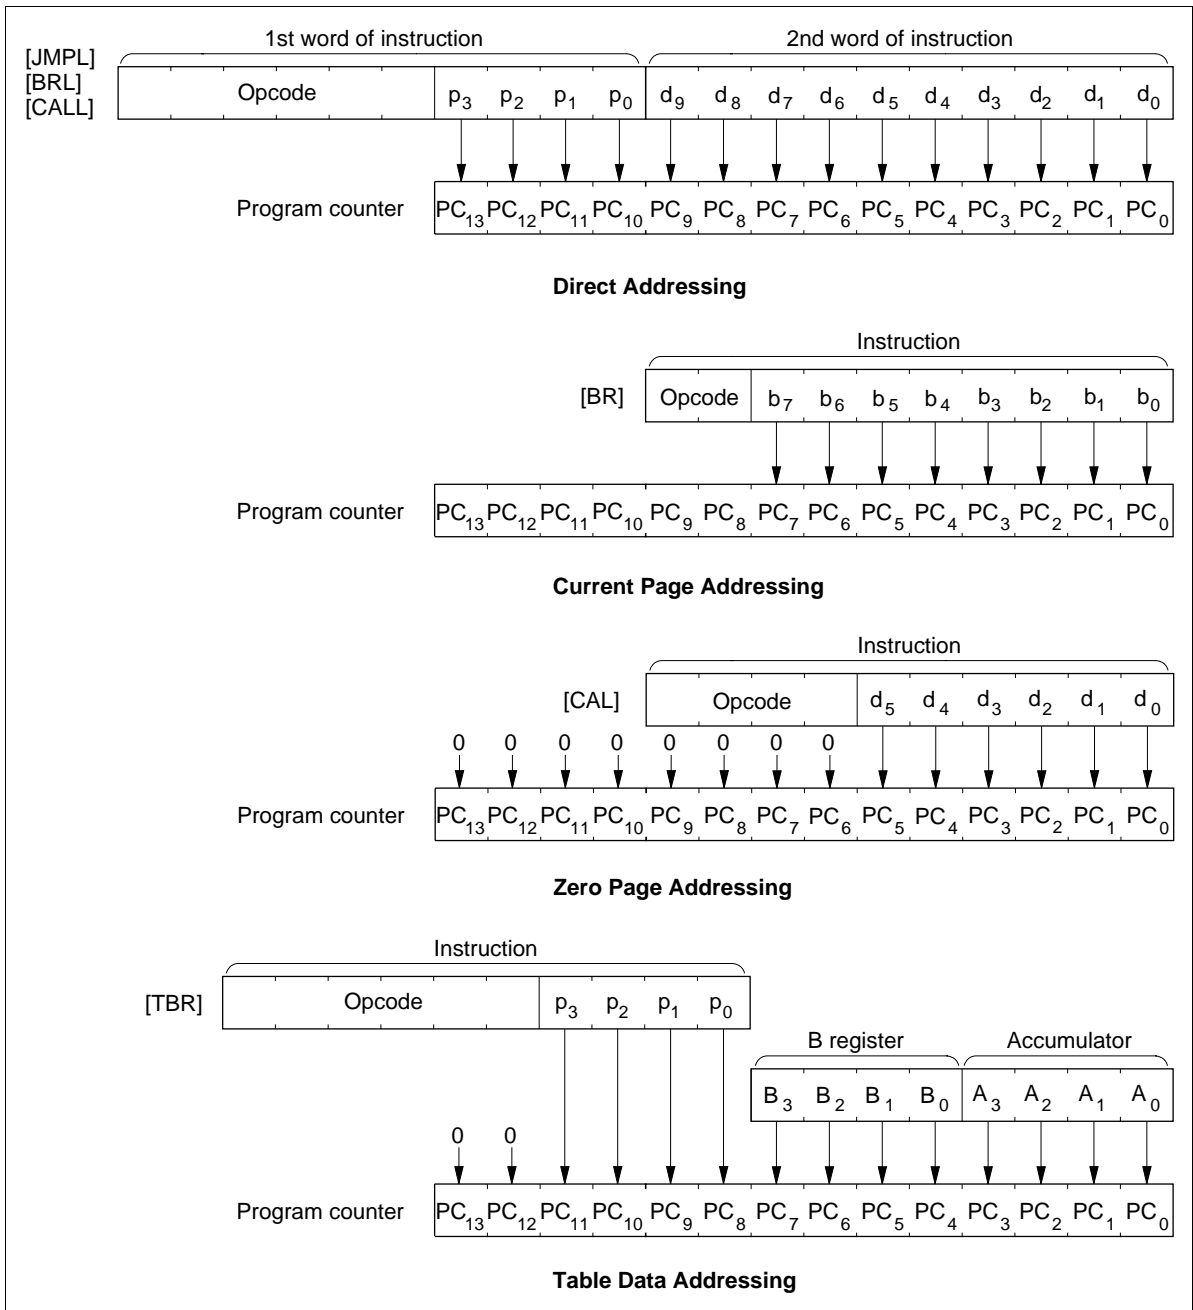 1st word of instruction 2nd word of instruction
[JMPL]
[BRL]
[CALL]
Opcode p3 p2 p1 p0 d9 d8 d7 d6 d5 d4 d3 d2 d1 d0
Program counter PC13 PC12 PC11 PC10 PC9 PC8 PC7 PC6 PC5 PC4 PC3 PC2 PC1 PC0
Direct Addressing
Instruction
[BR] Opcode b7 b6 b5 b4 b3 b2 b1 b0
Program counter PC13 PC12 PC11 PC10 PC9 PC8 PC7 PC6 PC5 PC4 PC3 PC2 PC1 PC0
Current Page Addressing
Instruction
[CAL] Opcode d5 d4 d3 d2 d1 d0
0 0 0 0 0 0 0 0
Program counter PC13 PC12 PC11 PC10 PC9 PC8 PC7 PC6 PC5 PC4 PC3 PC2 PC1 PC0
Zero Page Addressing
Instruction
[TBR] Opcode p3 p2 p1 p0
B register Accumulator
B3 B2 B1 B0 A3 A2 A1 A0
0 0
Program counter PC13 PC12 PC11 PC10 PC9 PC8 PC7 PC6 PC5 PC4 PC3 PC2 PC1 PC0
Table Data Addressing